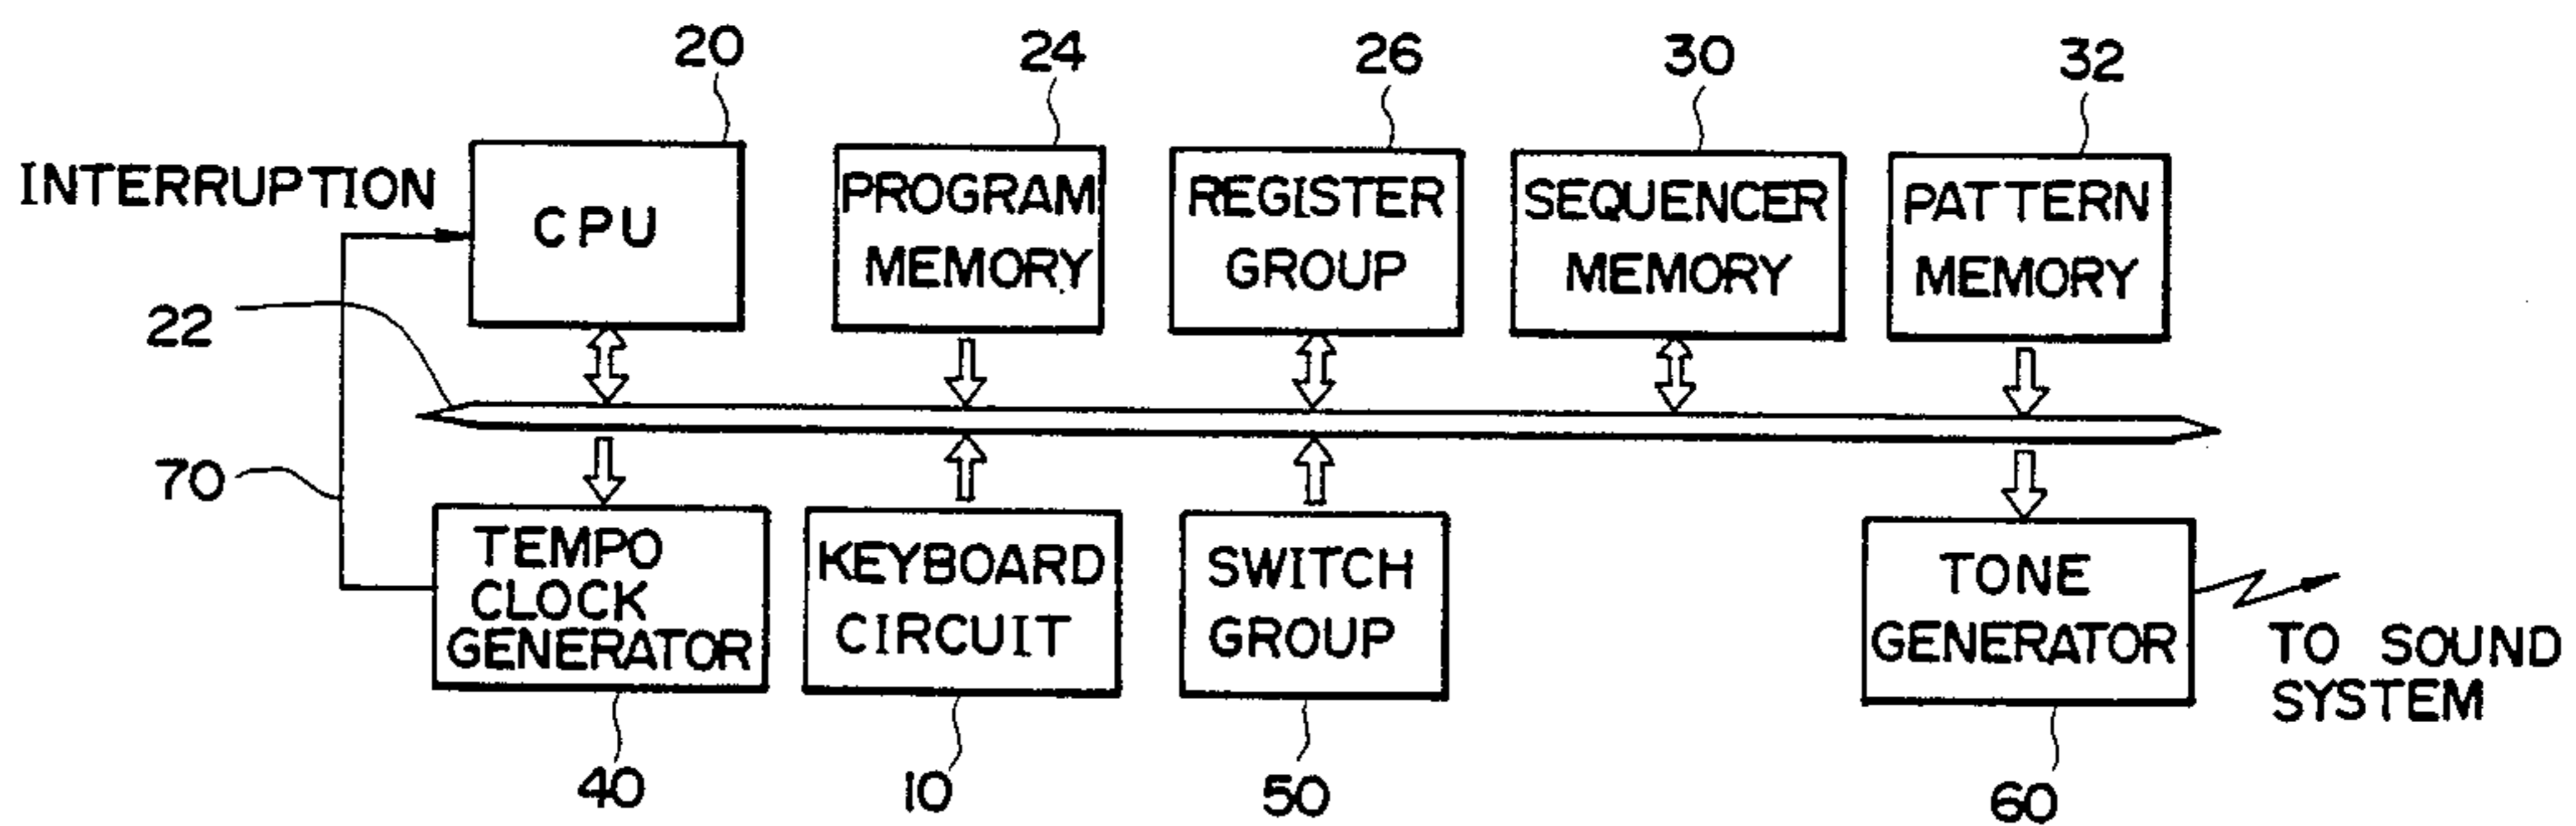 20
24
26
30
32
INTERRUPTION
CPU
PROGRAM
MEMORY
REGISTER
GROUP
SEQUENCER
MEMORY
PATTERN
MEMORY
22
70
TEMPO
CLOCK
GENERATOR
KEYBOARD
CIRCUIT
SWITCH
GROUP
TONE
GENERATOR
TO SOUND
SYSTEM
40
10
50
60